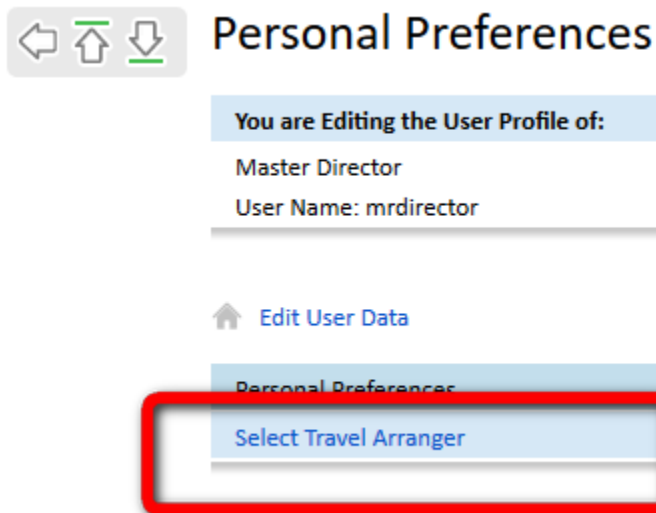 Personal Preferences
You are Editing the User Profile of:
Master Director
User Name: mrdirector
Edit User Data
Personal Preferences
Select Travel Arranger